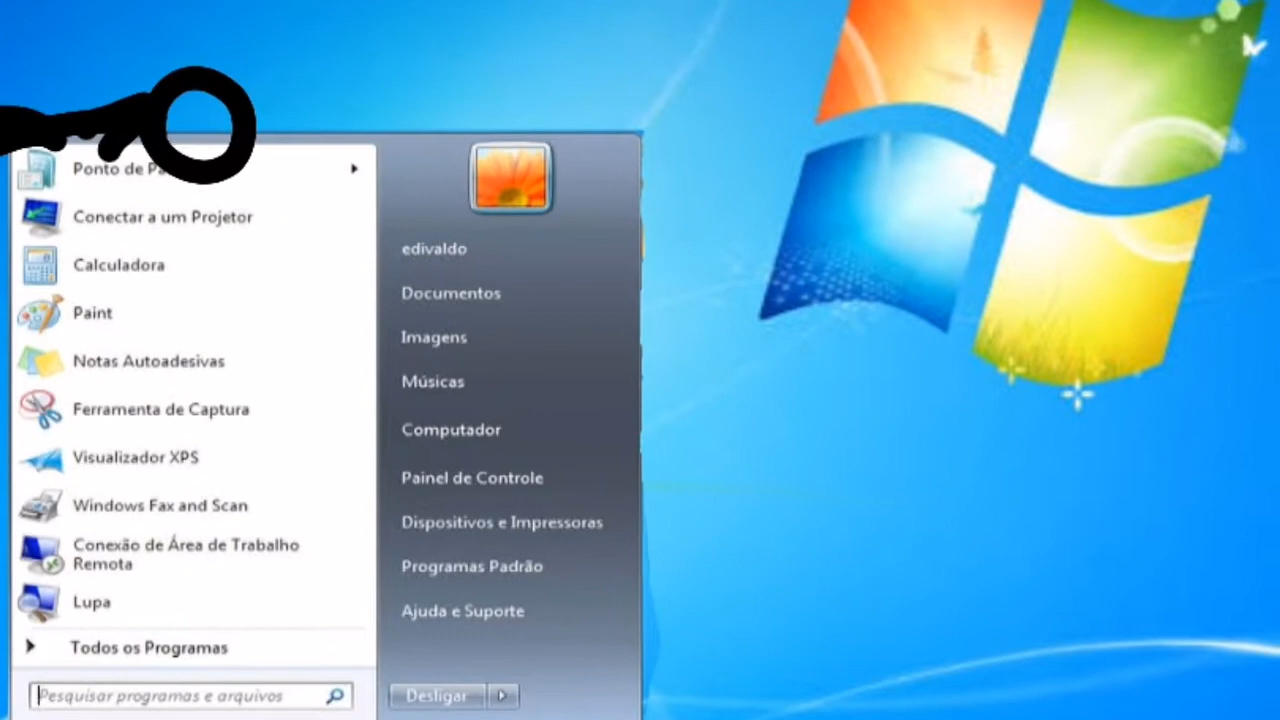 Ponto de
Conectar a um Projetor
Calculadora
Paint
Notas Autoadesivas
Ferramenta de Captura
Visualizador XPS
Windows Fax and Scan
Conexão de Área de Trabalho
Remota
Lupa
Todos os Programas
Pesquisar programas e arquivos
edivaldo
Documentos
Imagens
Músicas
Computador
Painel de Controle
Dispositivos e Impressoras
Programas Padrão
Ajuda e Suporte
Desligar